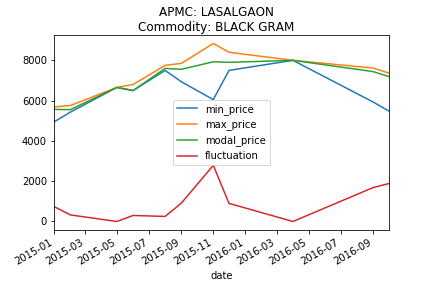 APMC: LASALGAON
Commodity: BLACK GRAM
8000
6000
4000
2000
0
min_price
max_price
modal_price
fluctuation
2015-01
2015-03
2015-05
2015-07
2015-09
2015-11
2016-01
2016-03
2016-05
2016-07
2016-09
date